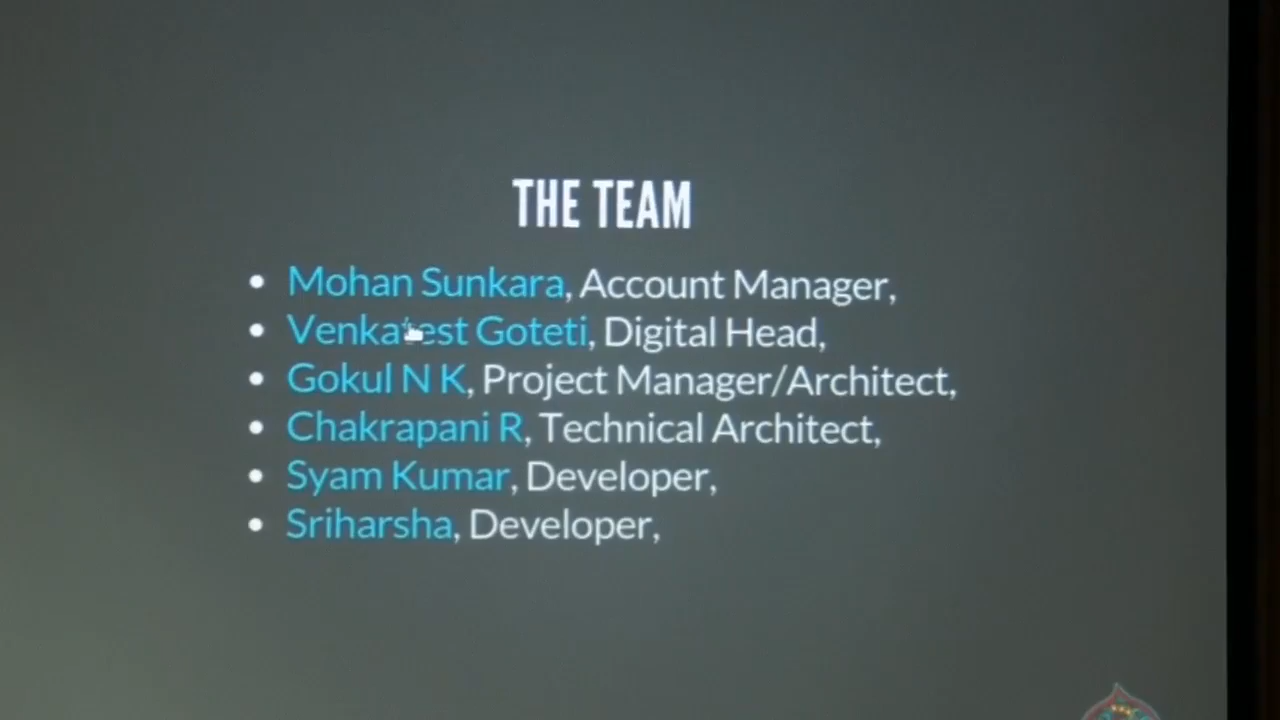 THE TEAM
• Mohan Sunkara, Account Manager,
• Venkatest Goteti, Digital Head,
• Gokul N K, Project Manager/Architect,
• Chakrapani R, Technical Architect,
• Syam Kumar, Developer,
• Sriharsha, Developer,